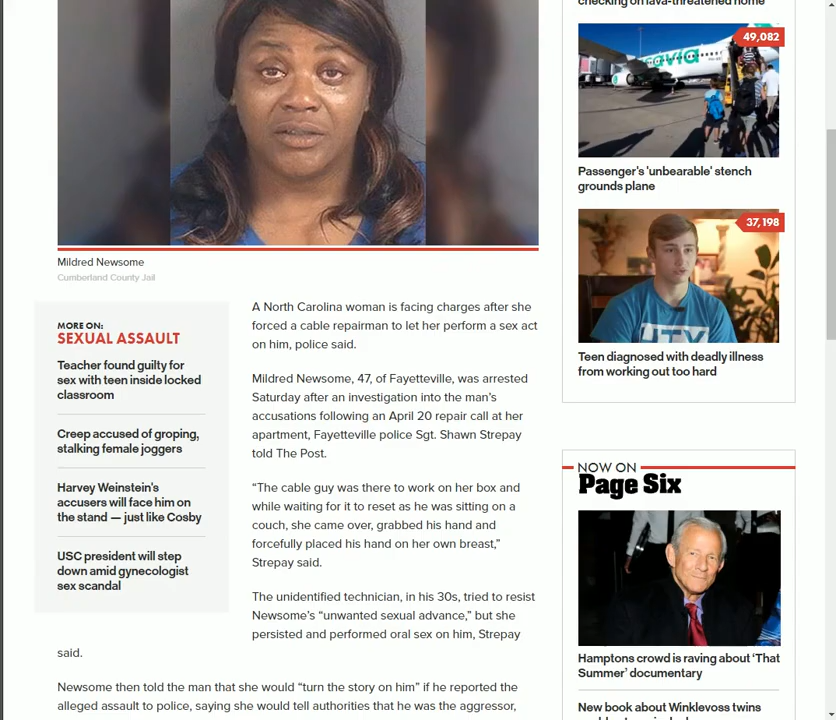 checking on lava-threatened home
49,082
Passenger's 'unbearable' stench
grounds plane
37,198
Teen diagnosed with deadly illness
from working out too hard
Mildred Newsome
Cumberland County Jail
MORE ON:
SEXUAL ASSAULT
Teacher found guilty for
sex with teen inside locked
classroom
Creep accused of groping,
stalking female joggers
Harvey Weinstein's
accusers will face him on
the stand — just like Cosby
USC president will step
down amid gynecologist
sex scandal
A North Carolina woman is facing charges after she
forced a cable repairman to let her perform a sex act
on him, police said.
Mildred Newsome, 47, of Fayetteville, was arrested
Saturday after an investigation into the man’s
accusations following an April 20 repair call at her
apartment, Fayetteville police Sgt. Shawn Strepay
told The Post.
“The cable guy was there to work on her box and
while waiting for it to reset as he was sitting on a
couch, she came over, grabbed his hand and
forcefully placed his hand on her own breast,”
Strepay said.
The unidentified technician, in his 30s, tried to resist
Newsome’s “unwanted sexual advance,” but she
persisted and performed oral sex on him, Strepay
said.
Newsome then told the man that she would “turn the story on him” if he reported the
alleged assault to police, saying she would tell authorities that he was the aggressor,
NOW ON
Page Six
Hamptons crowd is raving about ‘That
Summer’ documentary
New book about Winklevoss twins